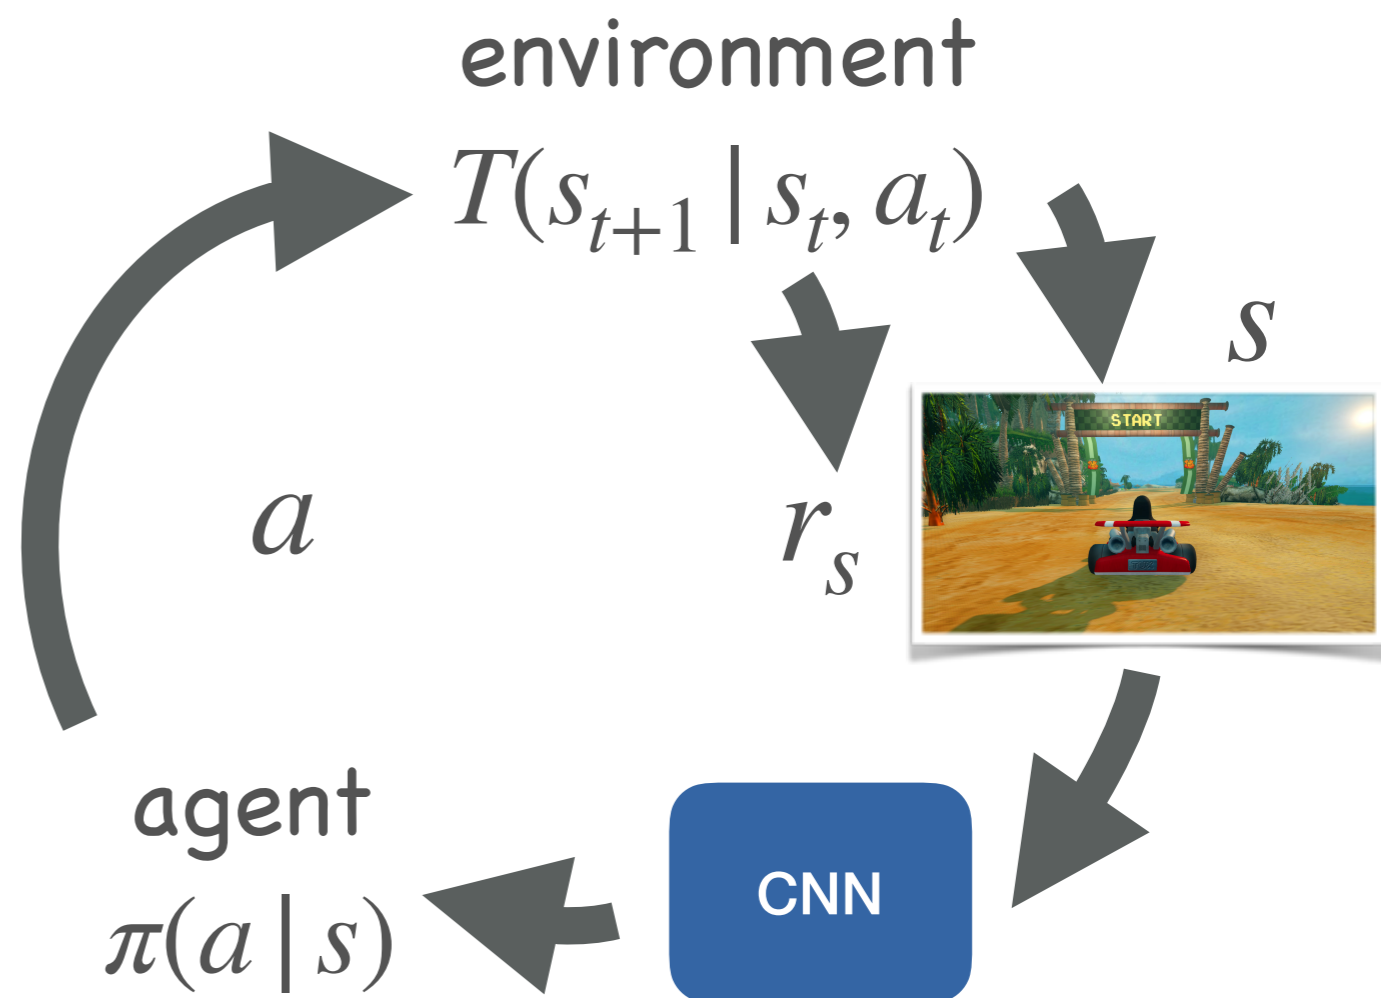 environment
T(s_{t+1} | s_t, a_t)
s
START
a
r_s
agent
CNN
π(a | s)